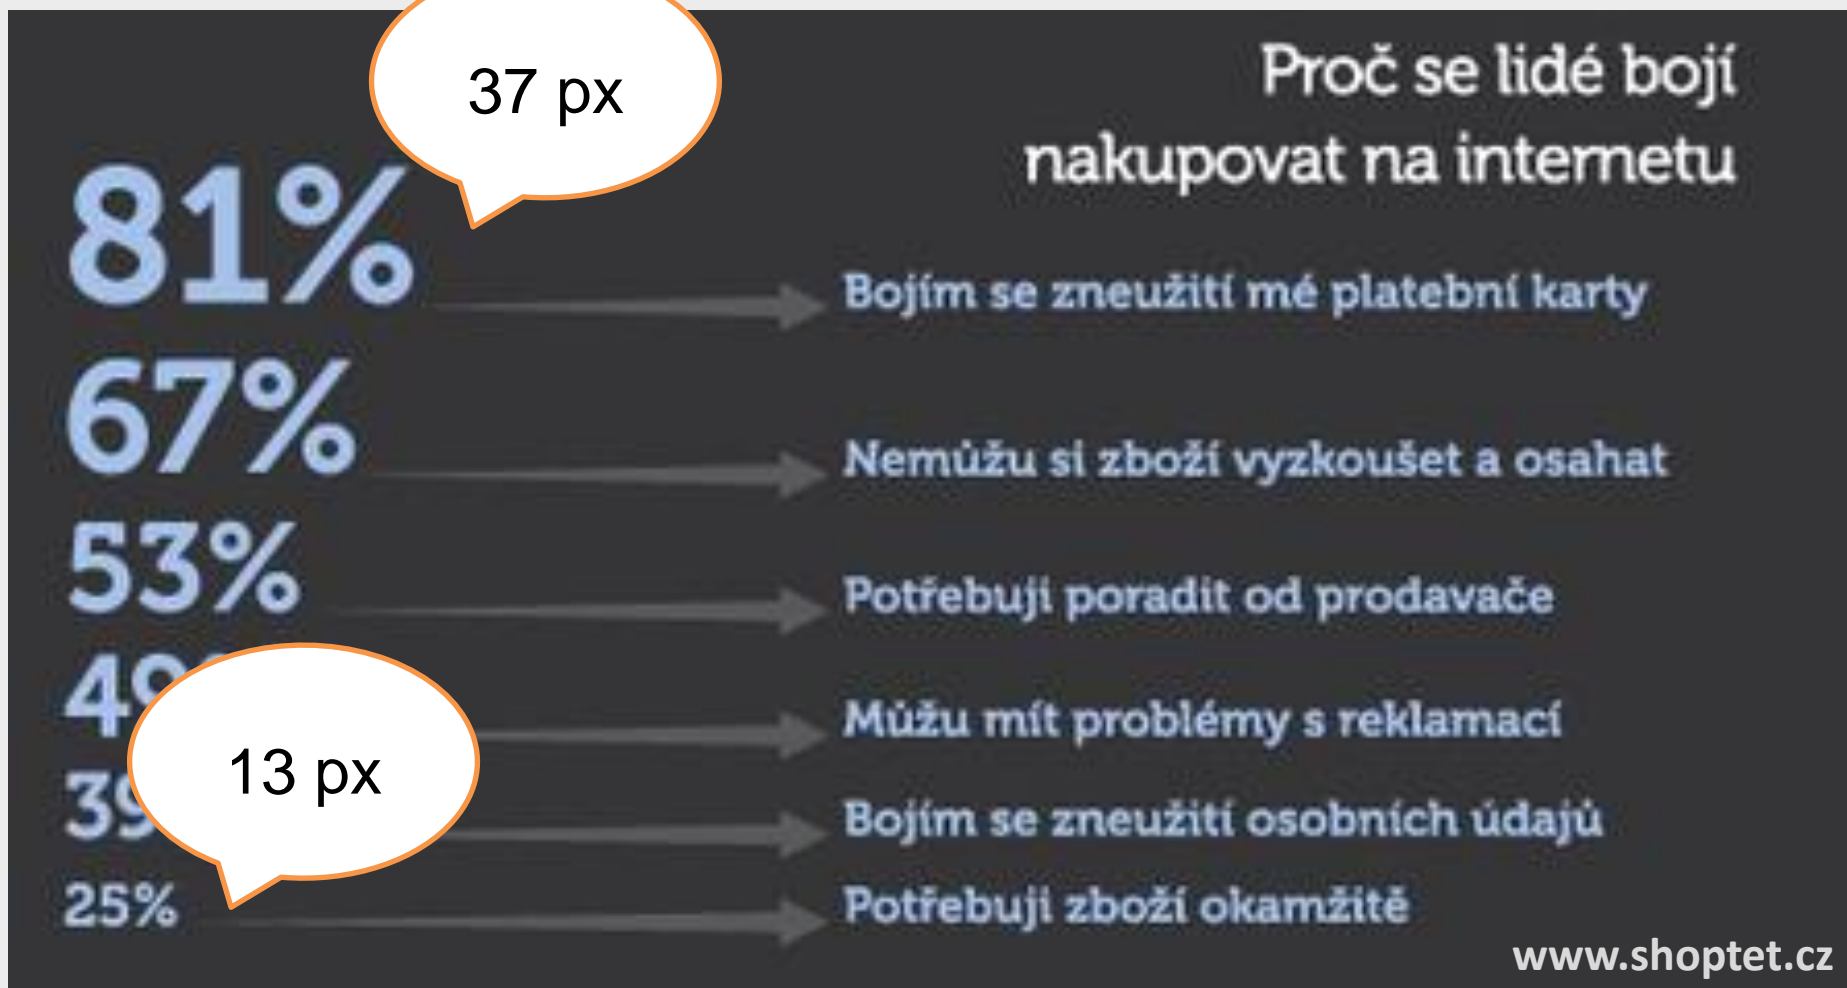 37 px
Proč se lidé bojí
nakupovat na internetu
81%
Bojím se zneužití mé platební karty
67%
Nemůžu si zboží vyzkoušet a osahat
53%
Potřebuji poradit od prodavače
49
Můžu mít problémy s reklamací
13 px
39
Bojím se zneužití osobních údajů
25%
Potřebuji zboží okamžitě
www.shoptet.cz